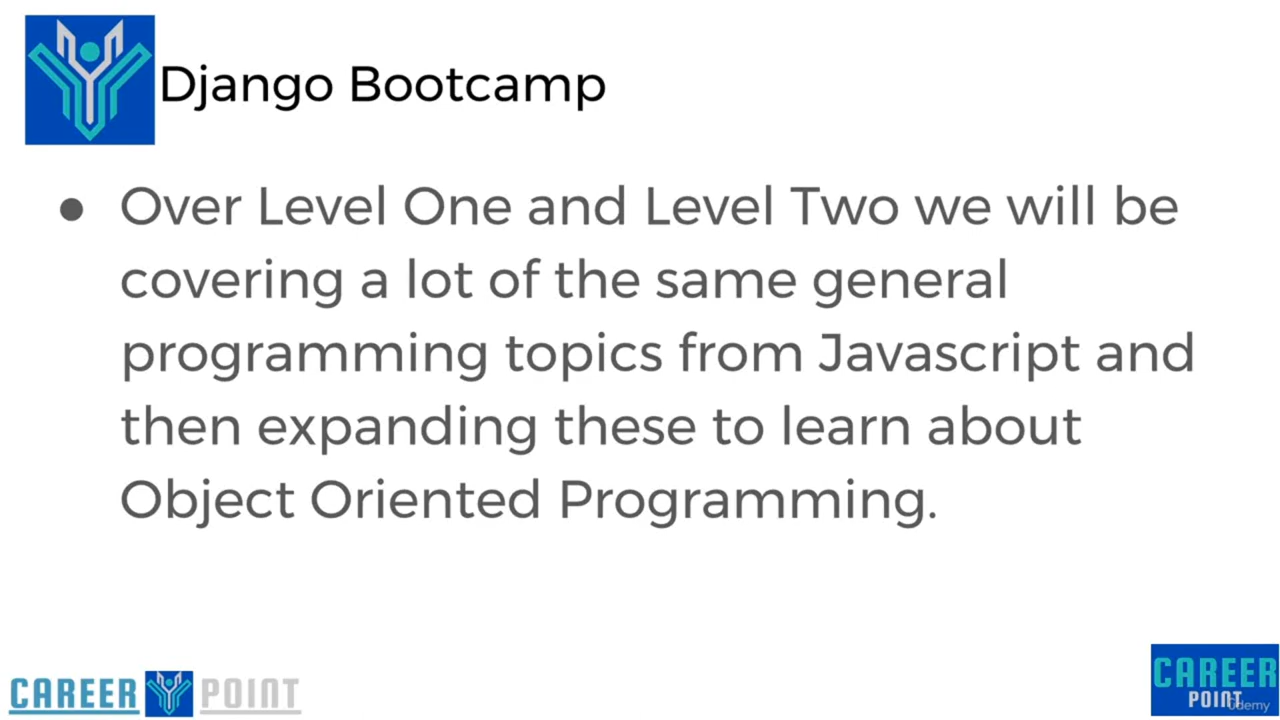 Django Bootcamp
● Over Level One and Level Two we will be
covering a lot of the same general
programming topics from Javascript and
then expanding these to learn about
Object Oriented Programming.
CAREER POINT
CAREER
POINT
ûdemy